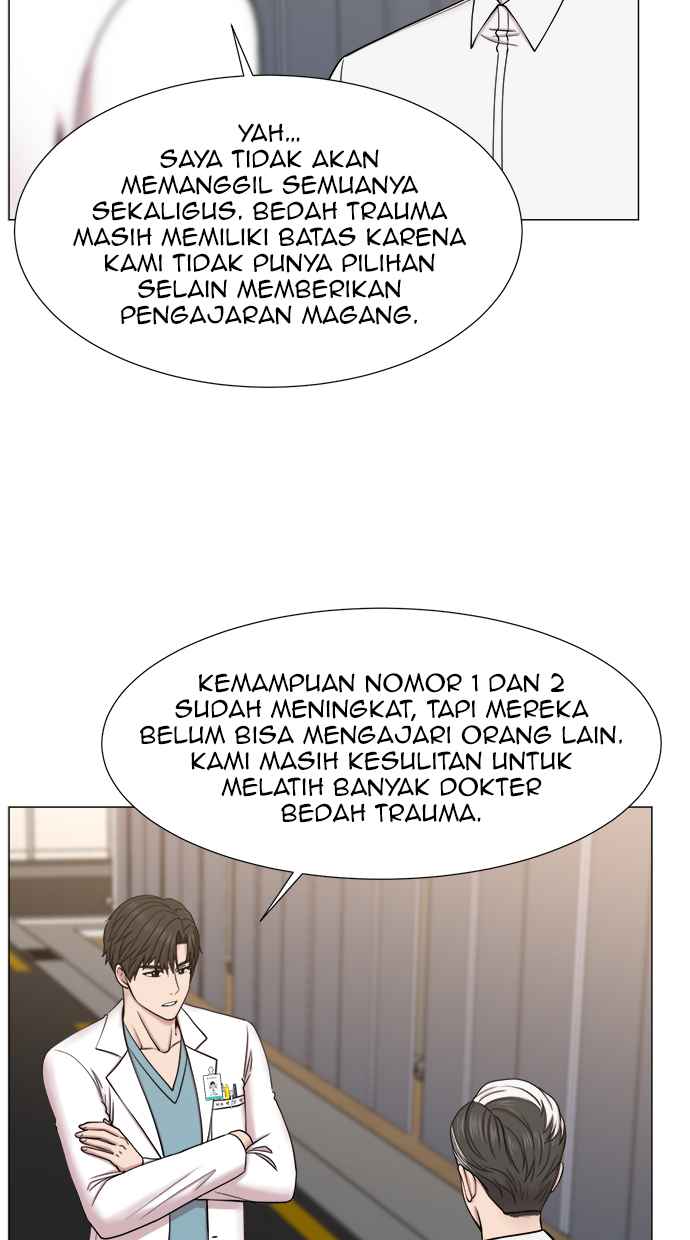 YAH...
SAYA TIDAK AKAN
MEMANGGIL SEMUANYA
SEKALIGUS. BEDAH TRAUMA
MASIH MEMILIKI BATAS KARENA
KAMI TIDAK PUNYA PILIHAN
SELAIN MEMBERIKAN
PENGAJARAN MAGANG.
KEMAMPUAN NOMOR 1 DAN 2
SUDAH MENINGKAT, TAPI MEREKA
BELUM BISA MENGAJARI ORANG LAIN.
KAMI MASIH KESULITAN UNTUK
MELATIH BANYAK DOKTER
BEDAH TRAUMA.